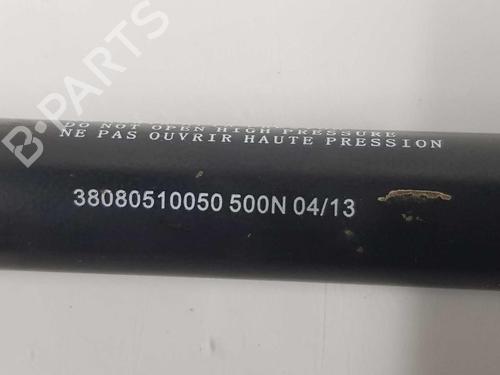 DO NOT OPEN HIGH PRESSURE
NE PAS OUVRIR HAUTE PRESSION
38080510050 500N 04/13
B-PARTS